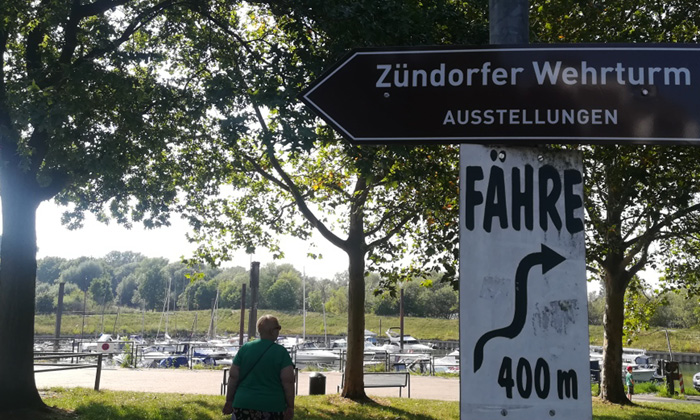 Zündorfer Wehrturm
AUSSTELLUNGEN
FÄHRE
400 m